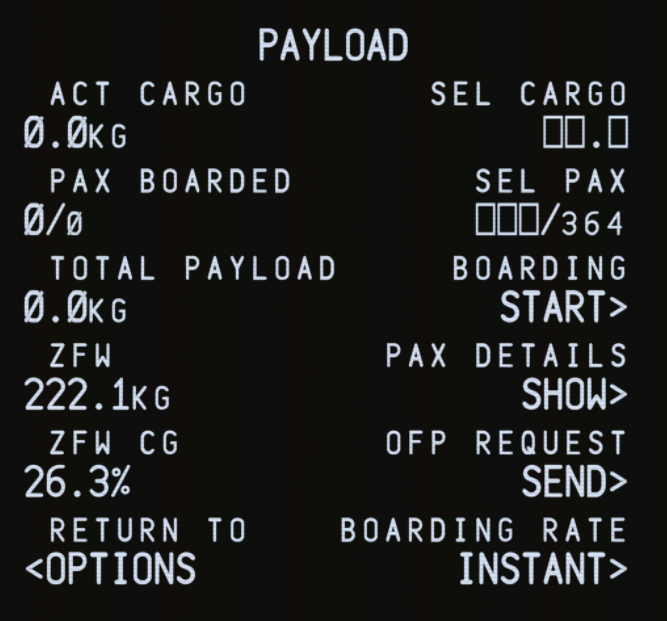 PAYLOAD
ACT CARGO SEL CARGO
0.0KG ▯▯.▯
PAX BOARDED SEL PAX
0/0 ▯▯▯/364
TOTAL PAYLOAD BOARDING
0.0KG START>
ZFW PAX DETAILS
222.1KG SHOW>
ZFW CG OFP REQUEST
26.3% SEND>
RETURN TO BOARDING RATE
<OPTIONS INSTANT>